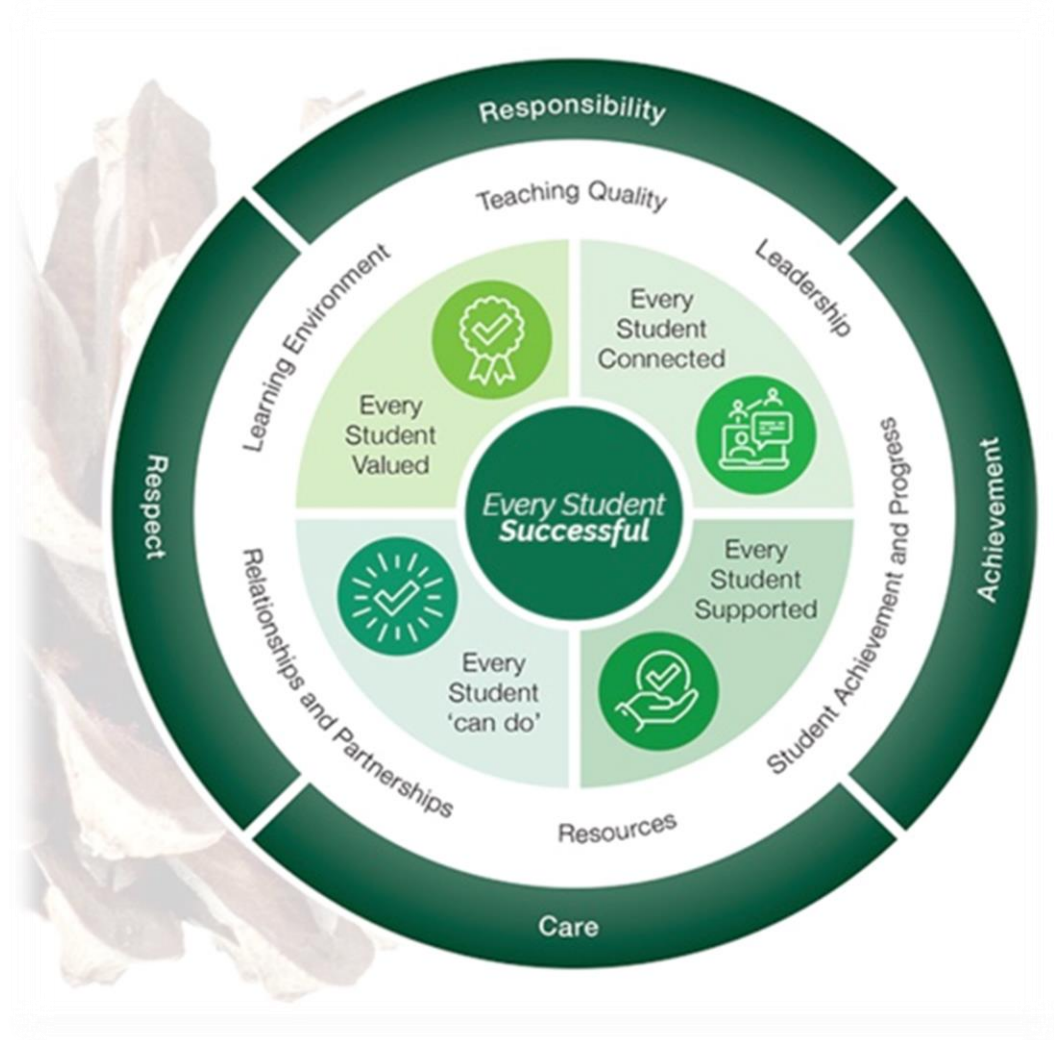 Responsibility
Teaching Quality
Leadership
Learning Environment
Every
Student
Connected
Every
Student
Valued
Every Student
Successful
Respect
Achievement
Student Achievement and Progress
Every
Student
Supported
Every
Student
‘can do’
Relationships and Partnerships
Resources
Care